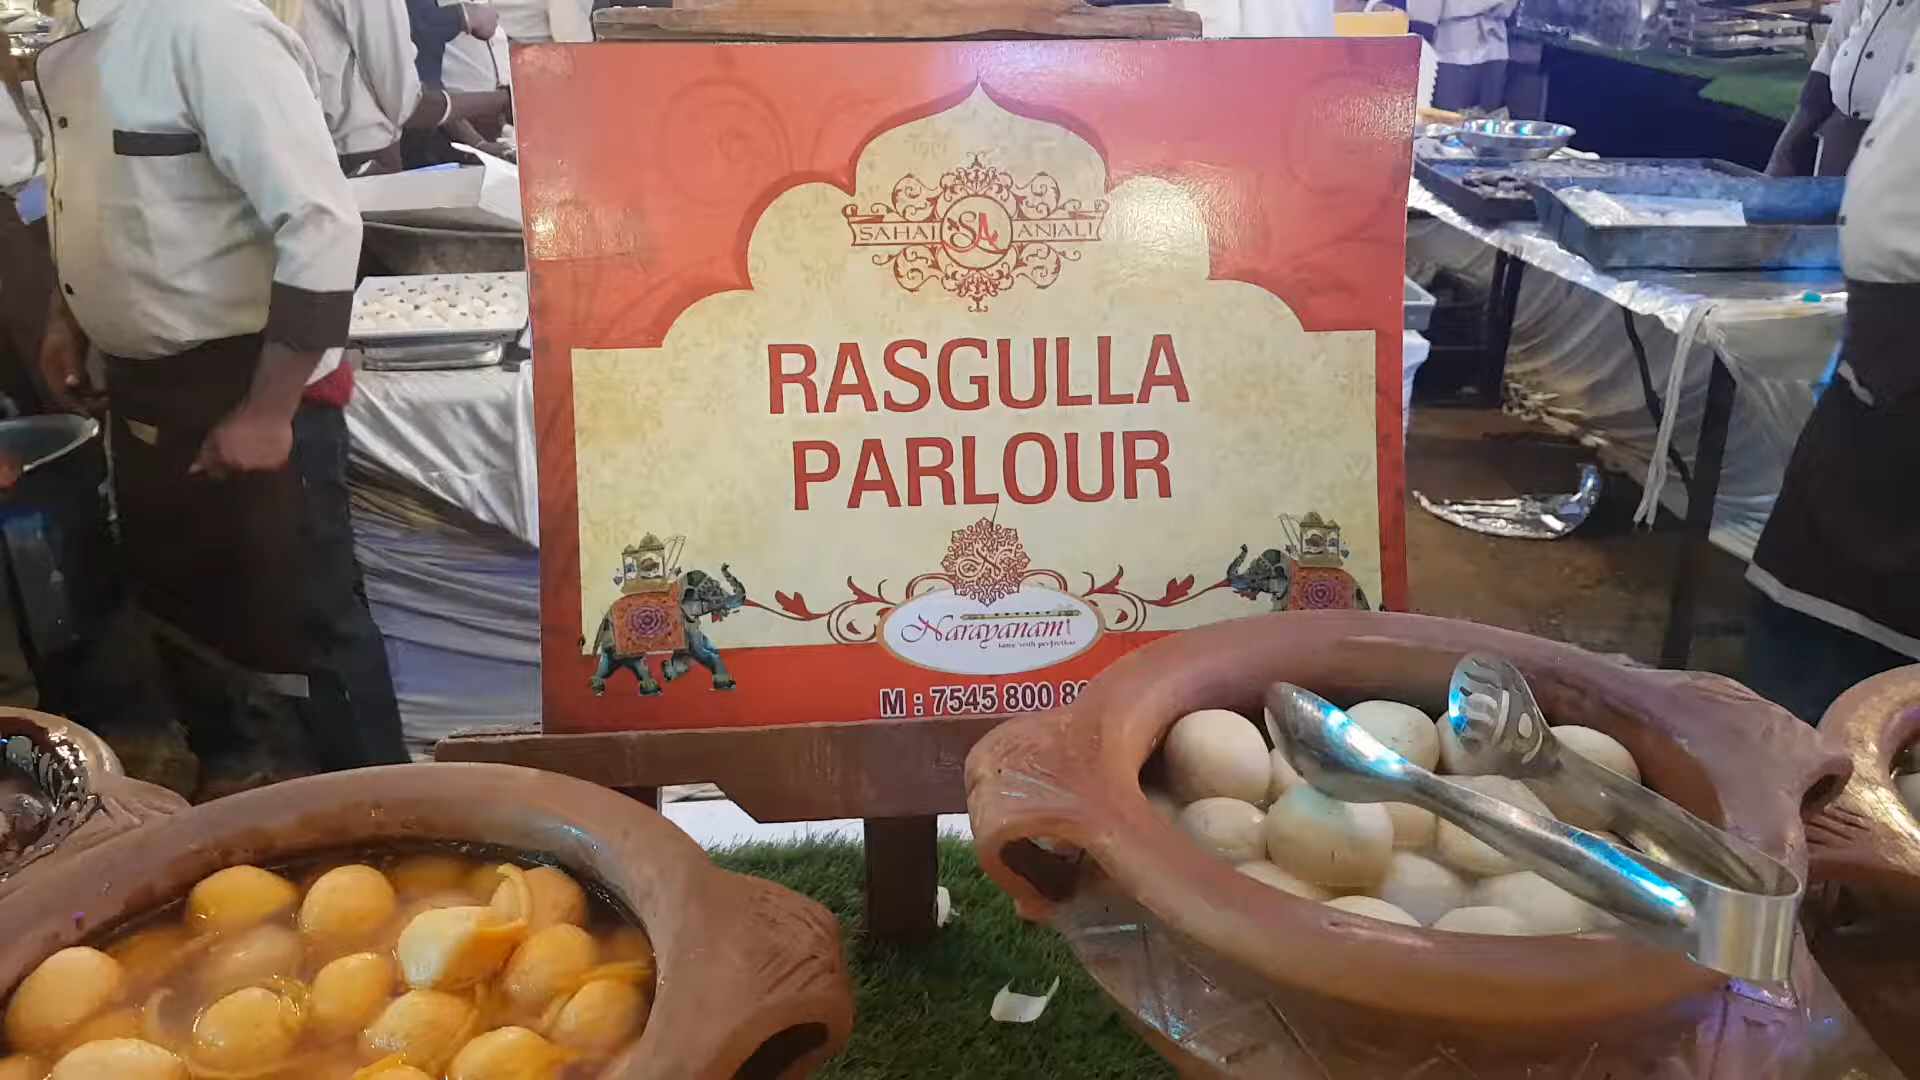 SAHAI SA ANJALI
RASGULLA
PARLOUR
Narayanam
taste with perfection
M : 7545 800 8